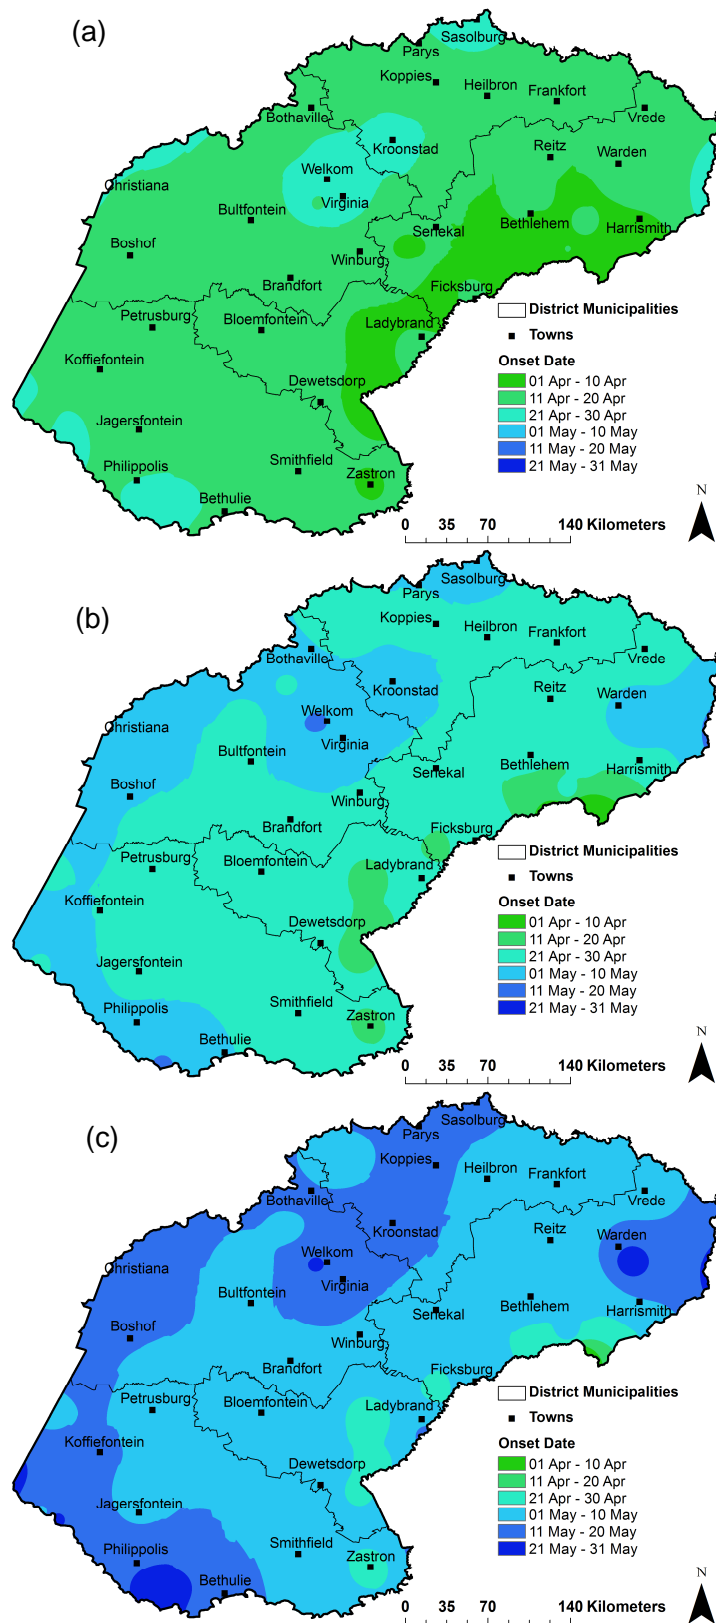 (a)
Sasolburg
Parys
Koppies
Heilbron
Frankfort
Bothaville
Vrede
Kroonstad
Reitz
Warden
Welkom
Christiana
Virginia
Bultfontein
Senekal
Bethlehem
Harrismith
Boshof
Winburg
Brandfort
Ficksburg
District Municipalities
Petrusburg
Bloemfontein
Ladybrand
Towns
Koffiefontein
Onset Date
01 Apr - 10 Apr
Dewetsdorp
11 Apr - 20 Apr
Jagersfontein
21 Apr - 30 Apr
01 May - 10 May
Philippolis
Smithfield
Zastron
11 May - 20 May
21 May - 31 May
Bethulie
N
0 35 70 140 Kilometers
(b)
Sasolburg
Parys
Koppies
Heilbron
Frankfort
Bothaville
Vrede
Kroonstad
Reitz
Warden
Welkom
Christiana
Virginia
Bultfontein
Senekal
Bethlehem
Harrismith
Boshof
Winburg
Brandfort
Ficksburg
District Municipalities
Petrusburg
Bloemfontein
Ladybrand
Towns
Koffiefontein
Onset Date
01 Apr - 10 Apr
Dewetsdorp
11 Apr - 20 Apr
Jagersfontein
21 Apr - 30 Apr
01 May - 10 May
Philippolis
Smithfield
Zastron
11 May - 20 May
21 May - 31 May
Bethulie
N
0 35 70 140 Kilometers
(c)
Sasolburg
Parys
Koppies
Heilbron
Frankfort
Bothaville
Vrede
Kroonstad
Reitz
Warden
Welkom
Christiana
Virginia
Bultfontein
Senekal
Bethlehem
Harrismith
Boshof
Winburg
Brandfort
Ficksburg
District Municipalities
Petrusburg
Bloemfontein
Ladybrand
Towns
Koffiefontein
Onset Date
01 Apr - 10 Apr
Dewetsdorp
11 Apr - 20 Apr
Jagersfontein
21 Apr - 30 Apr
01 May - 10 May
Philippolis
Smithfield
Zastron
11 May - 20 May
21 May - 31 May
Bethulie
N
0 35 70 140 Kilometers